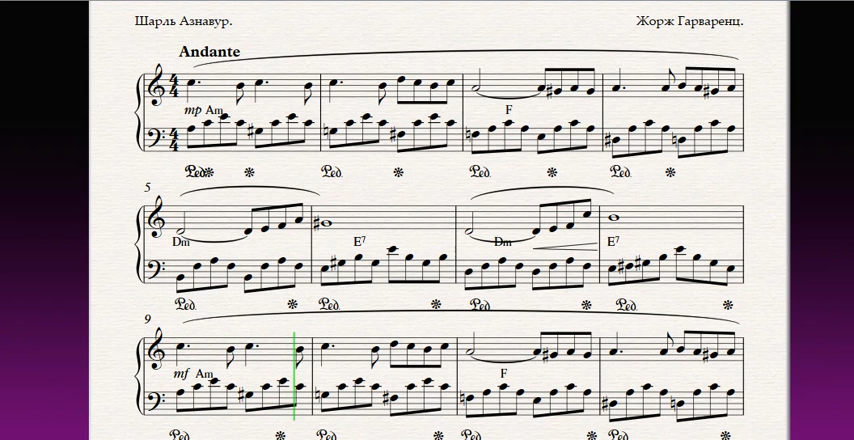 Шарль Азнавур. Жорж Гарваренц.
Andante
mp Am F
5
Dm E7 Dm E7
9
mf Am F